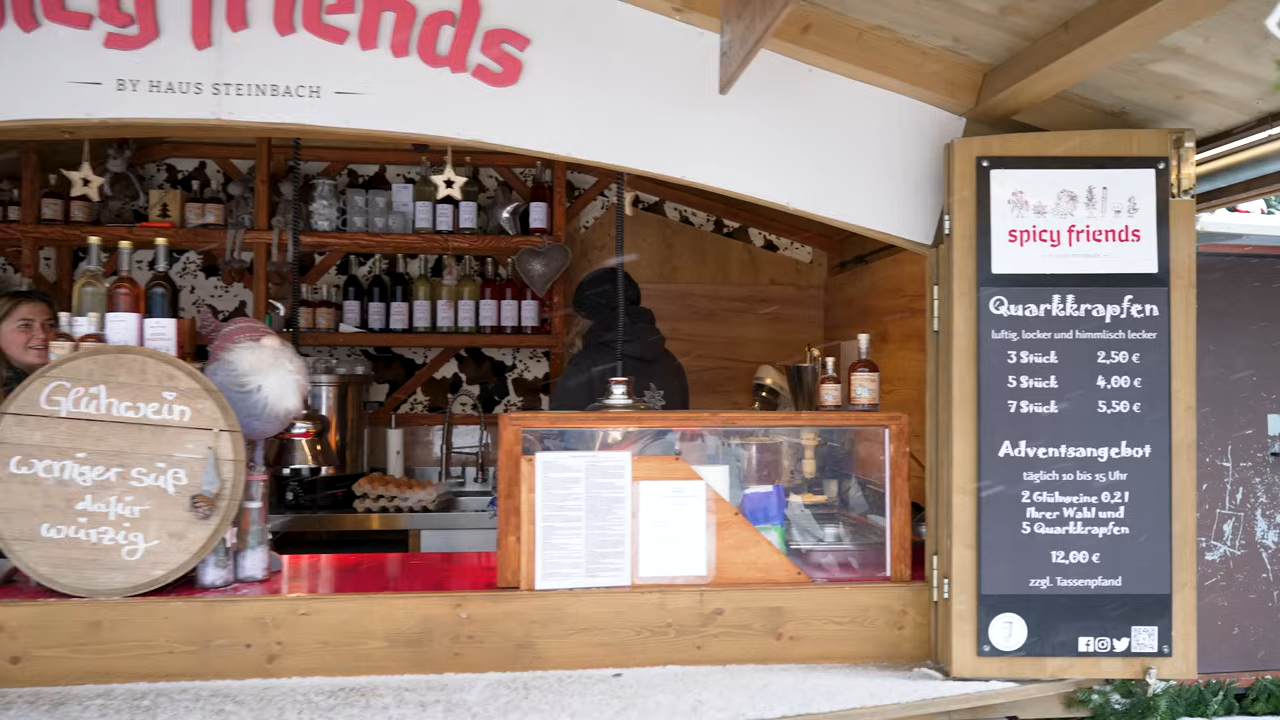 spicy friends
BY HAUS STEINBACH
Glühwein
weniger süß
dafür
würzig
spicy friends
Quarkkrapfen
luftig, locker und himmlisch lecker
3 Stück 2,50 €
5 Stück 4,00 €
7 Stück 5,50 €
Adventsangebot
täglich 10 bis 15 Uhr
2 Glühweine 0,2 l
Ihrer Wahl und
5 Quarkkrapfen
12,00 €
zzgl. Tassenpfand